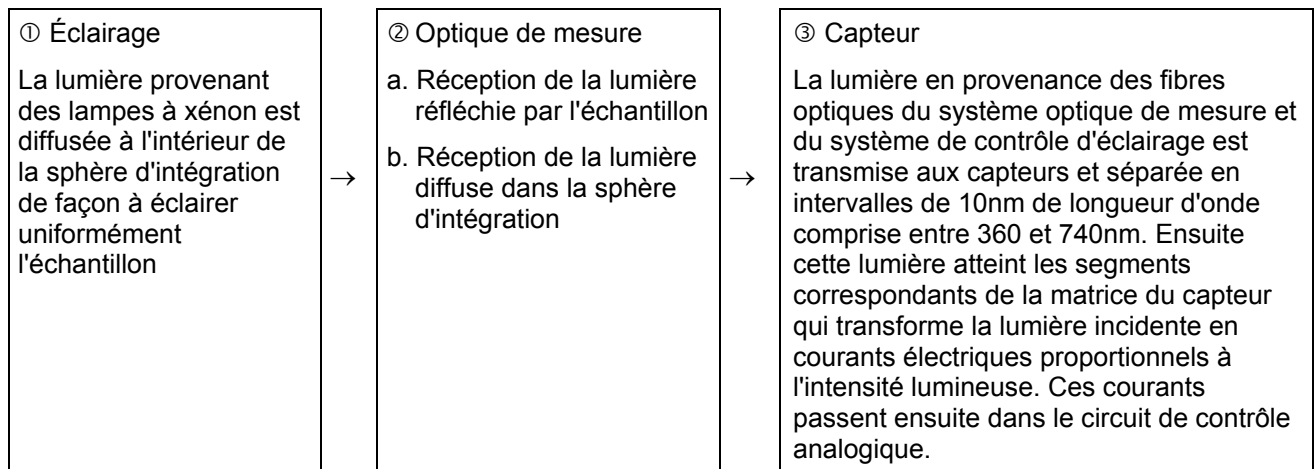 ① Éclairage
La lumière provenant
des lampes à xénon est
diffusée à l'intérieur de
la sphère d'intégration
de façon à éclairer
uniformément
l'échantillon
→
② Optique de mesure
a. Réception de la lumière
réfléchie par l'échantillon
b. Réception de la lumière
diffuse dans la sphère
d'intégration
→
③ Capteur
La lumière en provenance des fibres
optiques du système optique de mesure et
du système de contrôle d'éclairage est
transmise aux capteurs et séparée en
intervalles de 10nm de longueur d'onde
comprise entre 360 et 740nm. Ensuite
cette lumière atteint les segments
correspondants de la matrice du capteur
qui transforme la lumière incidente en
courants électriques proportionnels à
l'intensité lumineuse. Ces courants
passent ensuite dans le circuit de contrôle
analogique.